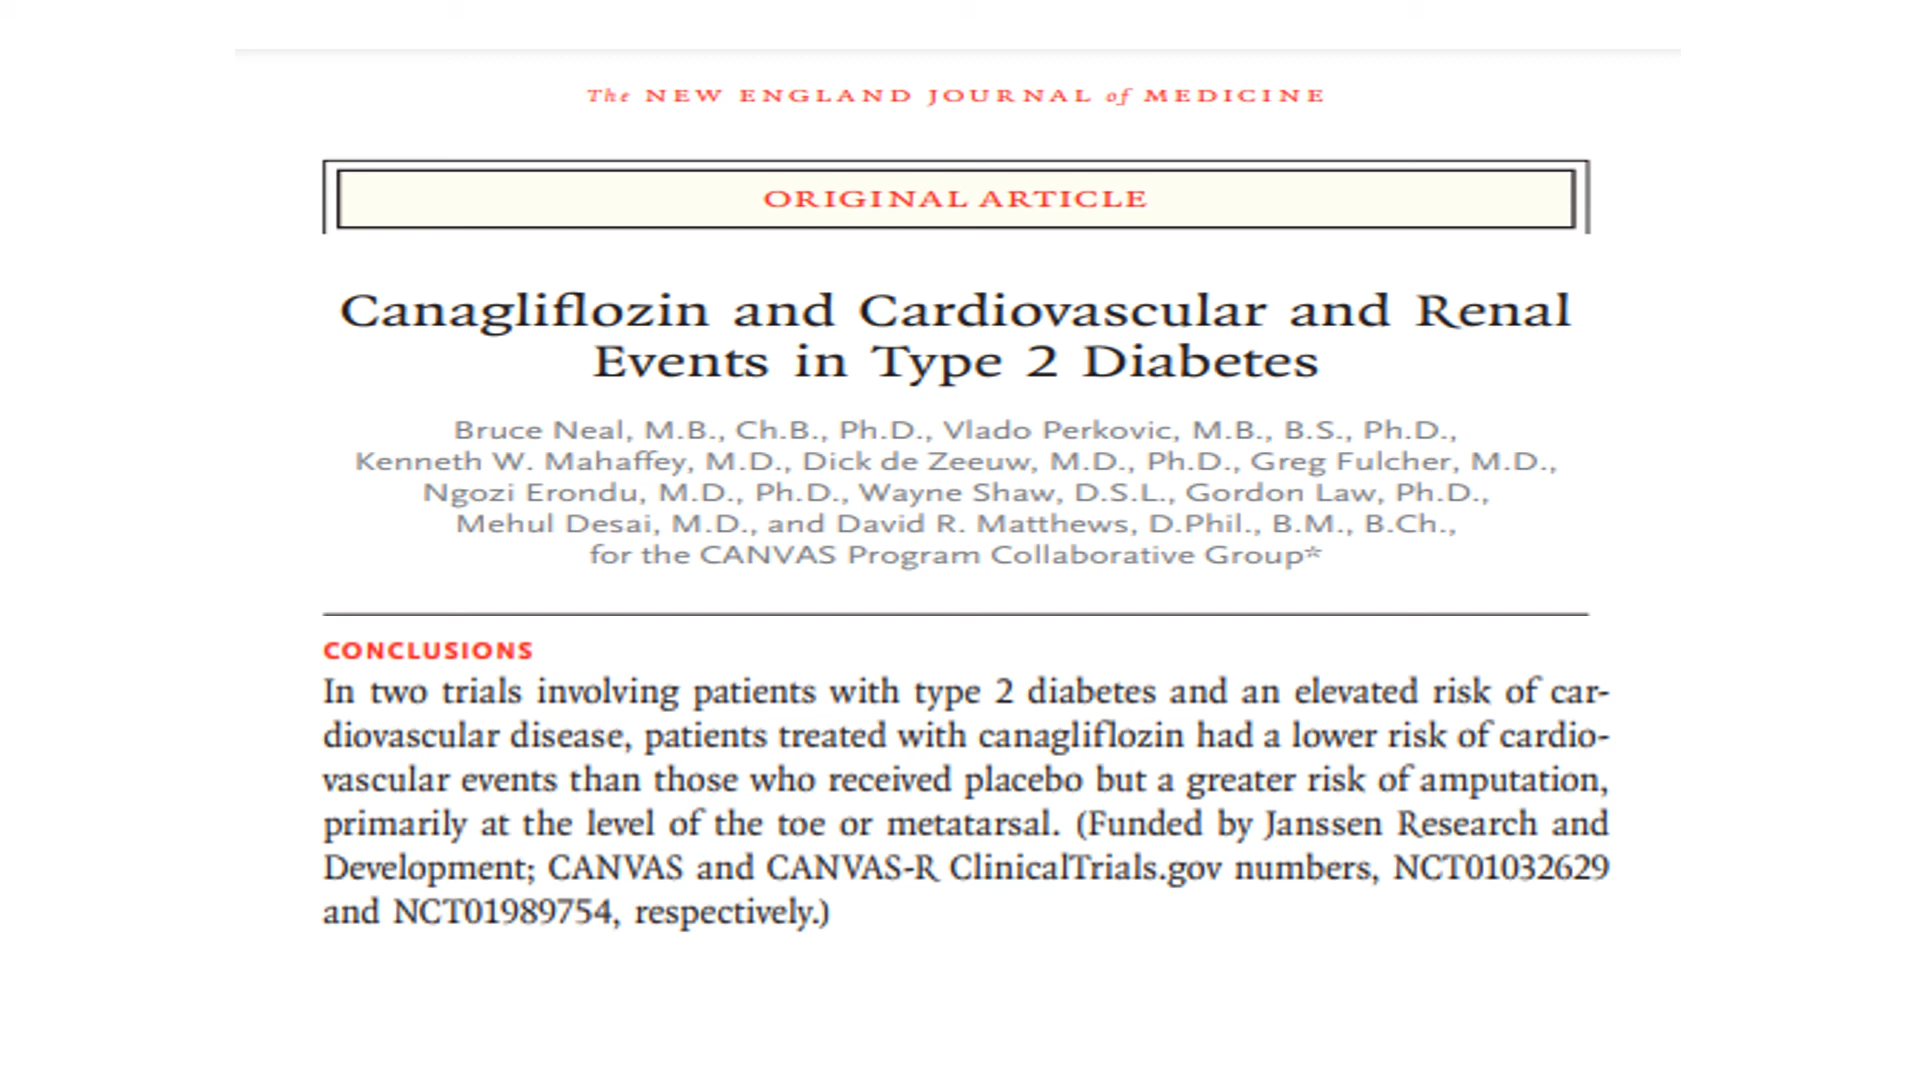 The NEW ENGLAND JOURNAL of MEDICINE
ORIGINAL ARTICLE
Canagliflozin and Cardiovascular and Renal
Events in Type 2 Diabetes
Bruce Neal, M.B., Ch.B., Ph.D., Vlado Perkovic, M.B., B.S., Ph.D.,
Kenneth W. Mahaffey, M.D., Dick de Zeeuw, M.D., Ph.D., Greg Fulcher, M.D.,
Ngozi Erondu, M.D., Ph.D., Wayne Shaw, D.S.L., Gordon Law, Ph.D.,
Mehul Desai, M.D., and David R. Matthews, D.Phil., B.M., B.Ch.,
for the CANVAS Program Collaborative Group*
CONCLUSIONS
In two trials involving patients with type 2 diabetes and an elevated risk of car-
diovascular disease, patients treated with canagliflozin had a lower risk of cardio-
vascular events than those who received placebo but a greater risk of amputation,
primarily at the level of the toe or metatarsal. (Funded by Janssen Research and
Development; CANVAS and CANVAS-R ClinicalTrials.gov numbers, NCT01032629
and NCT01989754, respectively.)